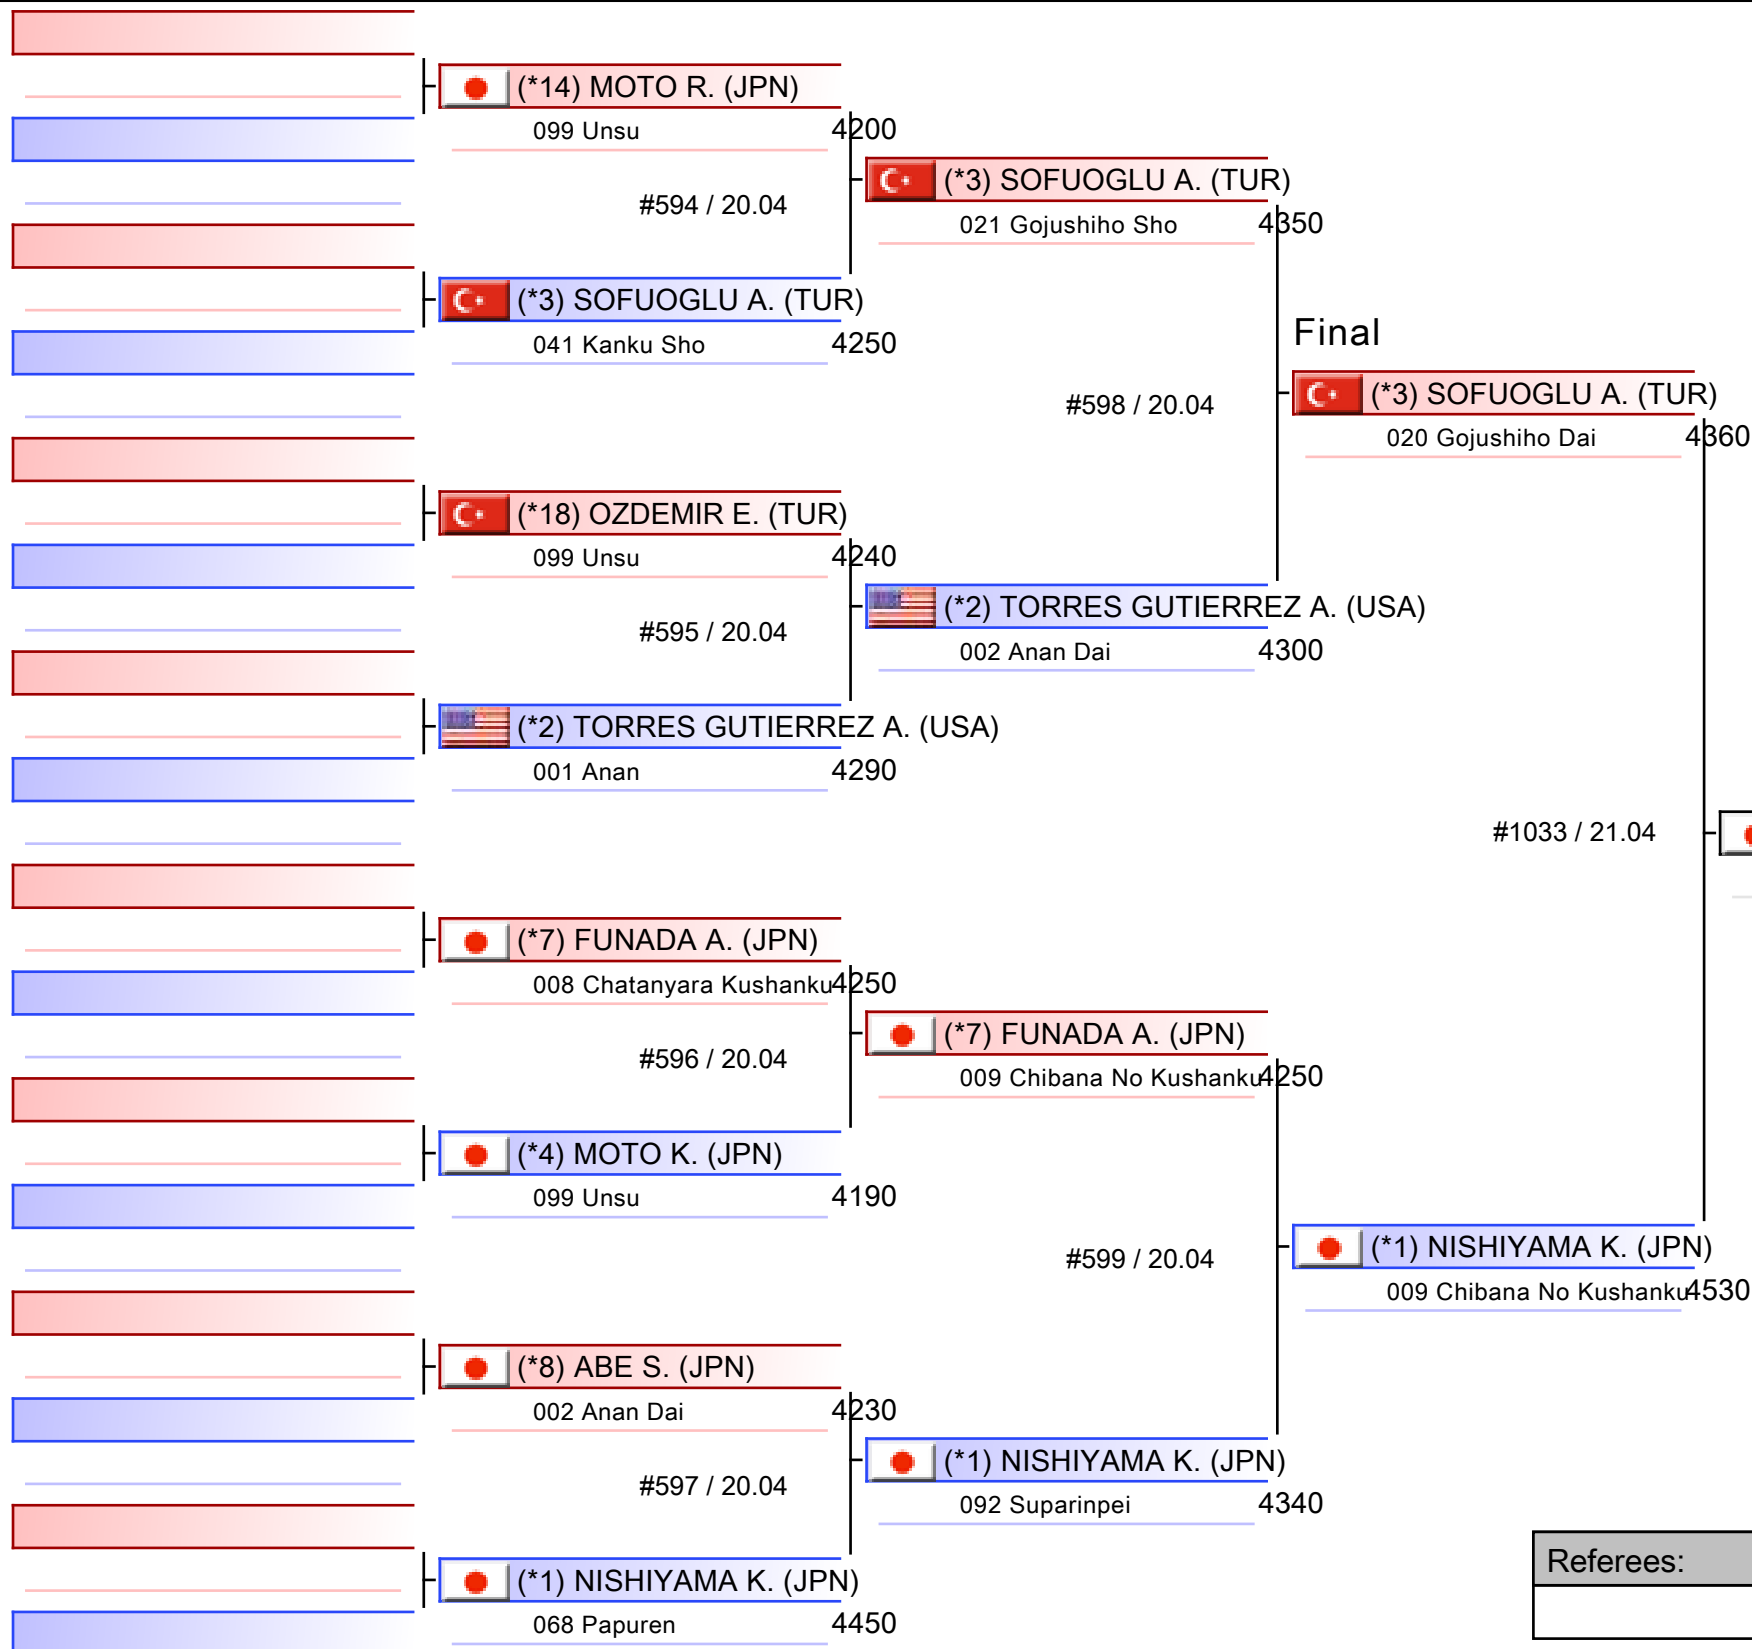 (*14) MOTO R. (JPN)
099 Unsu 4200
#594 / 20.04
(*3) SOFUOGLU A. (TUR)
041 Kanku Sho 4250
(*18) OZDEMIR E. (TUR)
099 Unsu 4240
#595 / 20.04
(*2) TORRES GUTIERREZ A. (USA)
001 Anan 4290
(*7) FUNADA A. (JPN)
008 Chatanyara Kushanku 4250
#596 / 20.04
(*4) MOTO K. (JPN)
099 Unsu 4190
(*8) ABE S. (JPN)
002 Anan Dai 4230
#597 / 20.04
(*1) NISHIYAMA K. (JPN)
068 Papuren 4450
(*3) SOFUOGLU A. (TUR)
021 Gojushiho Sho 4350
#598 / 20.04
(*2) TORRES GUTIERREZ A. (USA)
002 Anan Dai 4300
(*7) FUNADA A. (JPN)
009 Chibana No Kushanku 4250
#599 / 20.04
(*1) NISHIYAMA K. (JPN)
092 Suparinpei 4340
Final
(*3) SOFUOGLU A. (TUR)
020 Gojushiho Dai 4360
#1033 / 21.04
(*1) NISHIYAMA K. (JPN)
009 Chibana No Kushanku 4530
Referees: